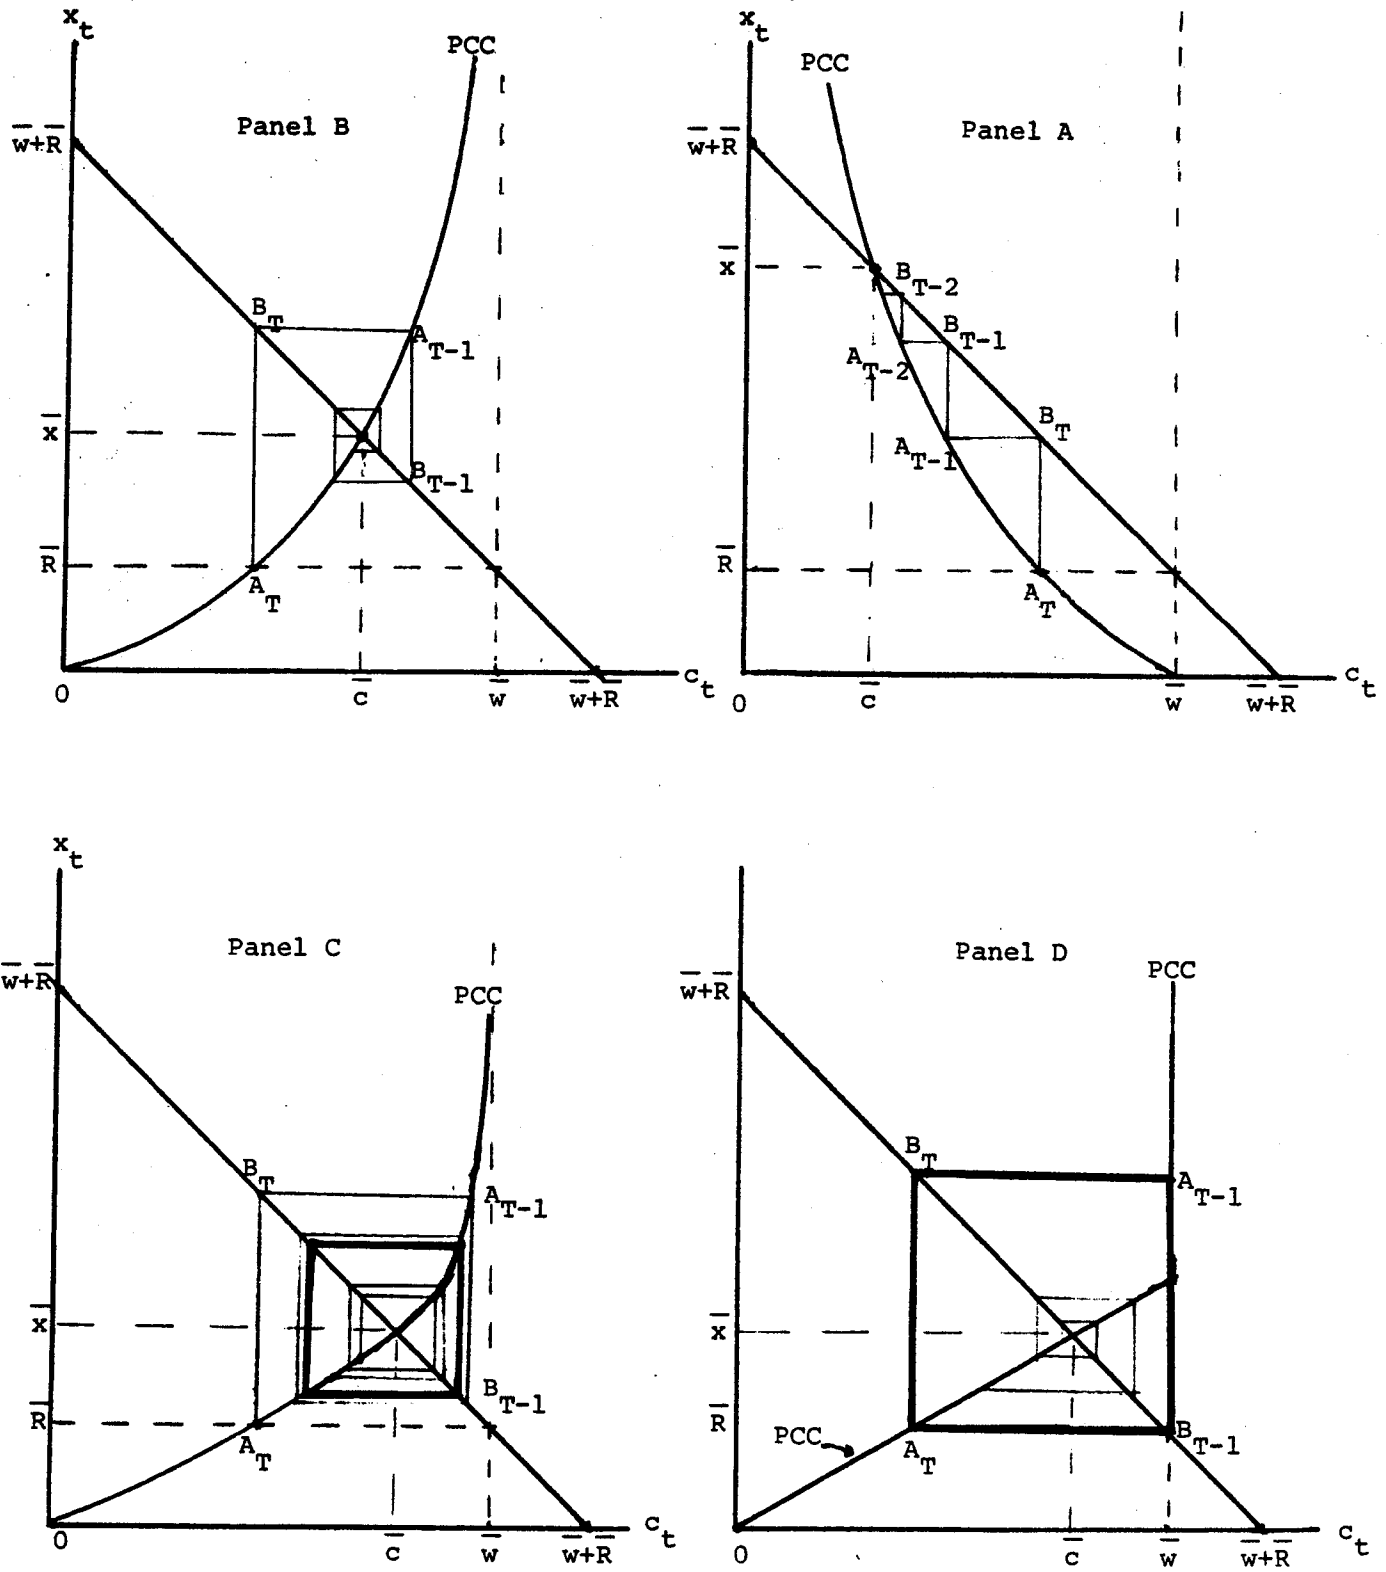 x̄_t
PCC
Panel B
w̄+R̄
B_T
A_T-1
x̄
B_T-1
R̄
A_T
0
c̄
w̄
w̄+R̄
c_t
x_t
PCC
Panel A
w̄+R̄
x̄
B_T-2
B_T-1
A_T-2
B_T
A_T-1
R̄
A_T
0
c̄
w̄
w̄+R̄
c_t
x_t
Panel C
w̄+R̄
PCC
B_T
A_T-1
x̄
B_T-1
R̄
A_T
0
c̄
w̄
w̄+R̄
c_t
Panel D
PCC
w̄+R̄
B_T
A_T-1
x̄
R̄
PCC
A_T
B_T-1
0
c̄
w̄
w̄+R̄
c_t